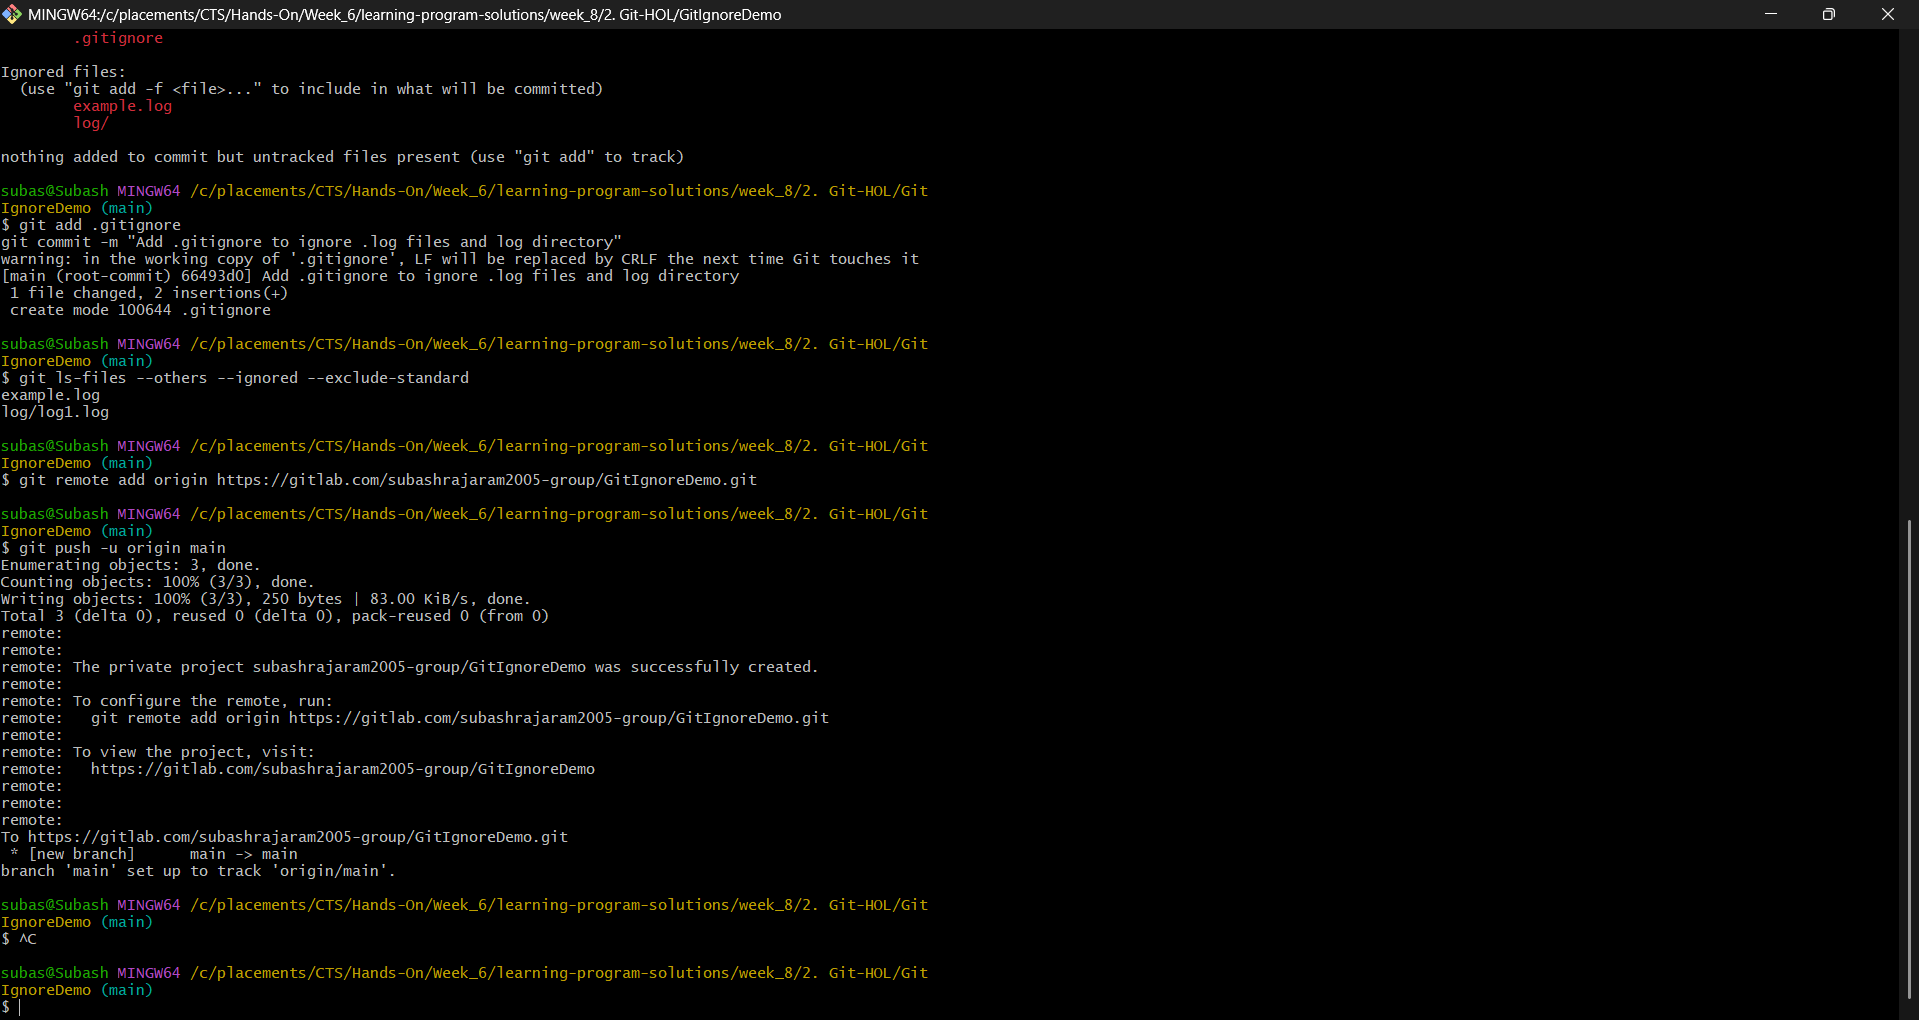 MINGW64:/c/placements/CTS/Hands-On/Week_6/learning-program-solutions/week_8/2. Git-HOL/GitIgnoreDemo
        .gitignore
Ignored files:
  (use "git add -f <file>..." to include in what will be committed)
        example.log
        log/
nothing added to commit but untracked files present (use "git add" to track)
subas@Subash MINGW64 /c/placements/CTS/Hands-On/Week_6/learning-program-solutions/week_8/2. Git-HOL/Git
IgnoreDemo (main)
$ git add .gitignore
git commit -m "Add .gitignore to ignore .log files and log directory"
warning: in the working copy of '.gitignore', LF will be replaced by CRLF the next time Git touches it
[main (root-commit) 66493d0] Add .gitignore to ignore .log files and log directory
 1 file changed, 2 insertions(+)
 create mode 100644 .gitignore
subas@Subash MINGW64 /c/placements/CTS/Hands-On/Week_6/learning-program-solutions/week_8/2. Git-HOL/Git
IgnoreDemo (main)
$ git ls-files --others --ignored --exclude-standard
example.log
log/log1.log
subas@Subash MINGW64 /c/placements/CTS/Hands-On/Week_6/learning-program-solutions/week_8/2. Git-HOL/Git
IgnoreDemo (main)
$ git remote add origin https://gitlab.com/subashrajaram2005-group/GitIgnoreDemo.git
subas@Subash MINGW64 /c/placements/CTS/Hands-On/Week_6/learning-program-solutions/week_8/2. Git-HOL/Git
IgnoreDemo (main)
$ git push -u origin main
Enumerating objects: 3, done.
Counting objects: 100% (3/3), done.
Writing objects: 100% (3/3), 250 bytes | 83.00 KiB/s, done.
Total 3 (delta 0), reused 0 (delta 0), pack-reused 0 (from 0)
remote:
remote:
remote: The private project subashrajaram2005-group/GitIgnoreDemo was successfully created.
remote:
remote: To configure the remote, run:
remote:   git remote add origin https://gitlab.com/subashrajaram2005-group/GitIgnoreDemo.git
remote:
remote: To view the project, visit:
remote:   https://gitlab.com/subashrajaram2005-group/GitIgnoreDemo
remote:
remote:
remote:
To https://gitlab.com/subashrajaram2005-group/GitIgnoreDemo.git
 * [new branch]      main -> main
branch 'main' set up to track 'origin/main'.
subas@Subash MINGW64 /c/placements/CTS/Hands-On/Week_6/learning-program-solutions/week_8/2. Git-HOL/Git
IgnoreDemo (main)
$ ^C
subas@Subash MINGW64 /c/placements/CTS/Hands-On/Week_6/learning-program-solutions/week_8/2. Git-HOL/Git
IgnoreDemo (main)
$